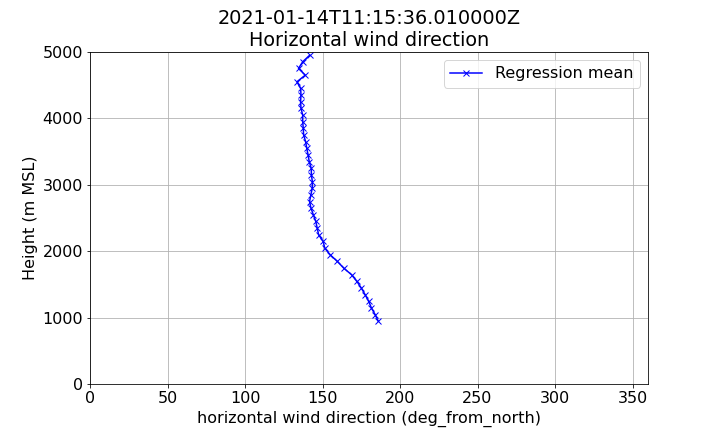 2021-01-14T11:15:36.010000Z
Horizontal wind direction
Regression mean
5000
4000
3000
2000
1000
0
Height (m MSL)
0 50 100 150 200 250 300 350
horizontal wind direction (deg_from_north)